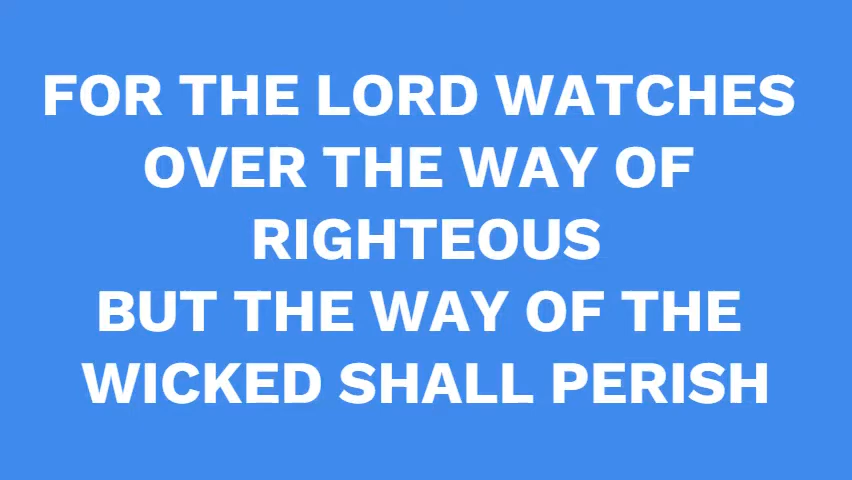 FOR THE LORD WATCHES
OVER THE WAY OF
RIGHTEOUS
BUT THE WAY OF THE
WICKED SHALL PERISH